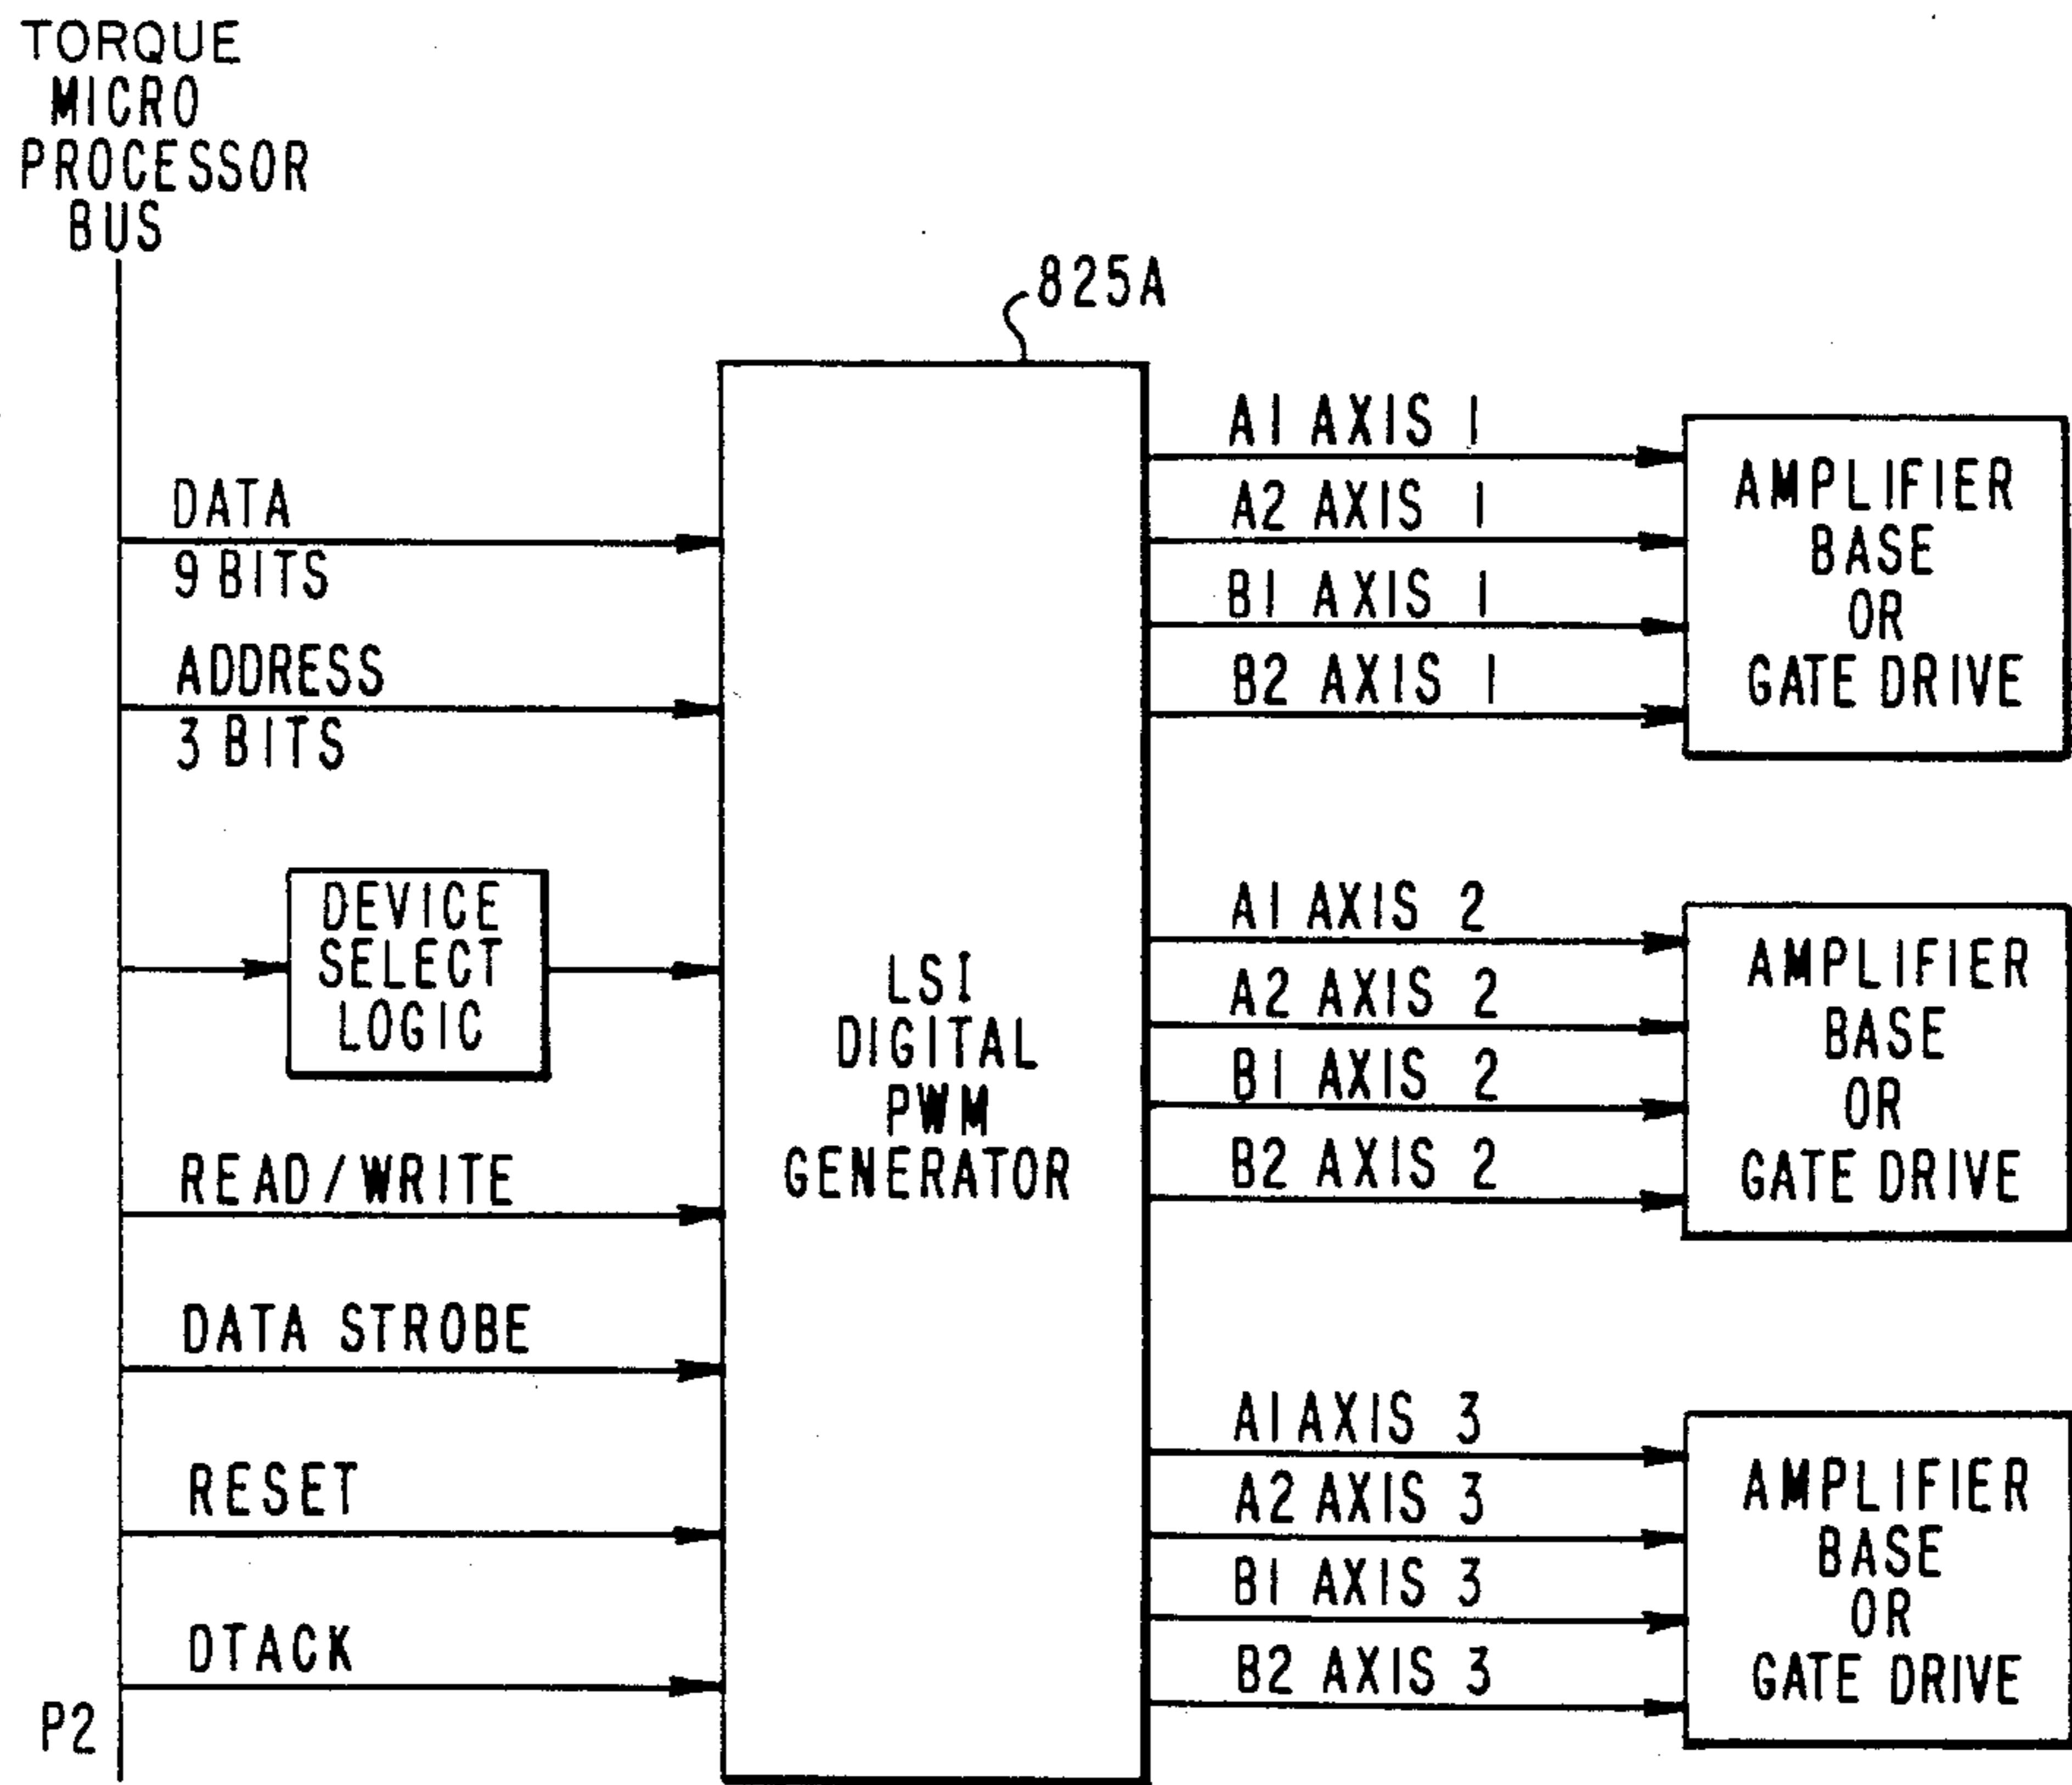 TORQUE
MICRO
PROCESSOR
BUS
825A
DATA
9 BITS
ADDRESS
3 BITS
DEVICE
SELECT
LOGIC
READ/WRITE
DATA STROBE
RESET
DTACK
P2
LSI
DIGITAL
PWM
GENERATOR
A1 AXIS 1
A2 AXIS 1
B1 AXIS 1
B2 AXIS 1
AMPLIFIER
BASE
OR
GATE DRIVE
A1 AXIS 2
A2 AXIS 2
B1 AXIS 2
B2 AXIS 2
AMPLIFIER
BASE
OR
GATE DRIVE
A1 AXIS 3
A2 AXIS 3
B1 AXIS 3
B2 AXIS 3
AMPLIFIER
BASE
OR
GATE DRIVE